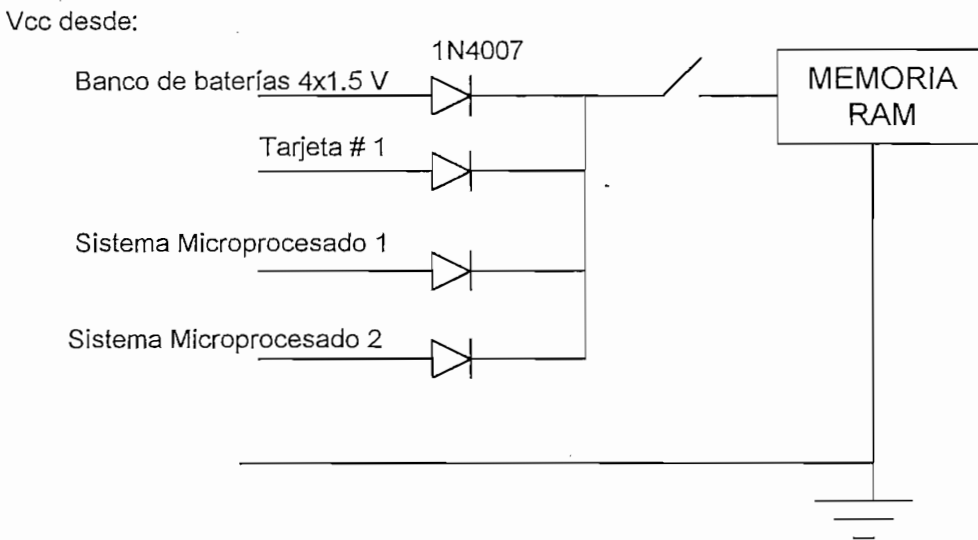 Vcc desde:
1N4007
Banco de baterías 4x1.5 V
MEMORIA
RAM
Tarjeta # 1
Sistema Microprocesado 1
Sistema Microprocesado 2